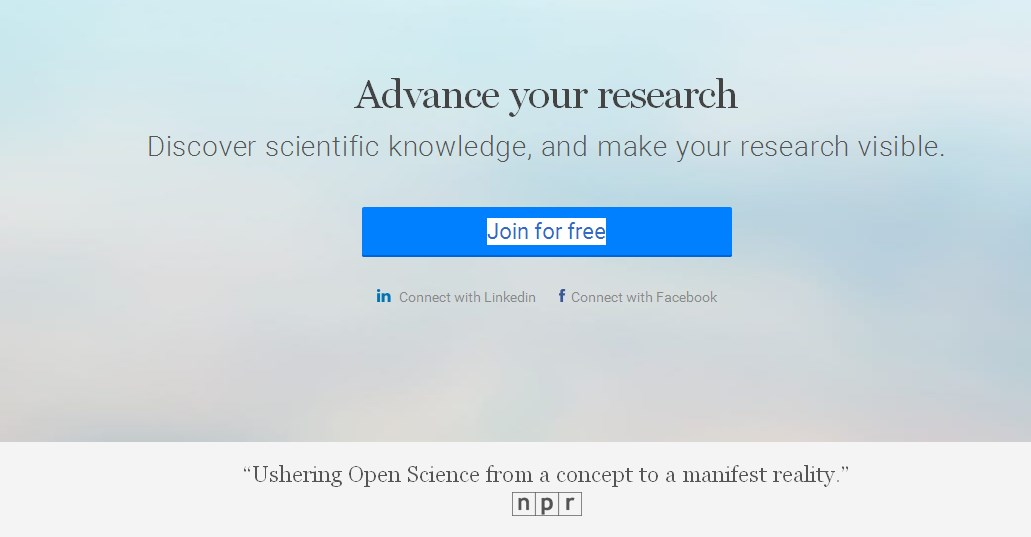 Advance your research
Discover scientific knowledge, and make your research visible.
Join for free
in Connect with Linkedin f Connect with Facebook
“Ushering Open Science from a concept to a manifest reality.”
npr